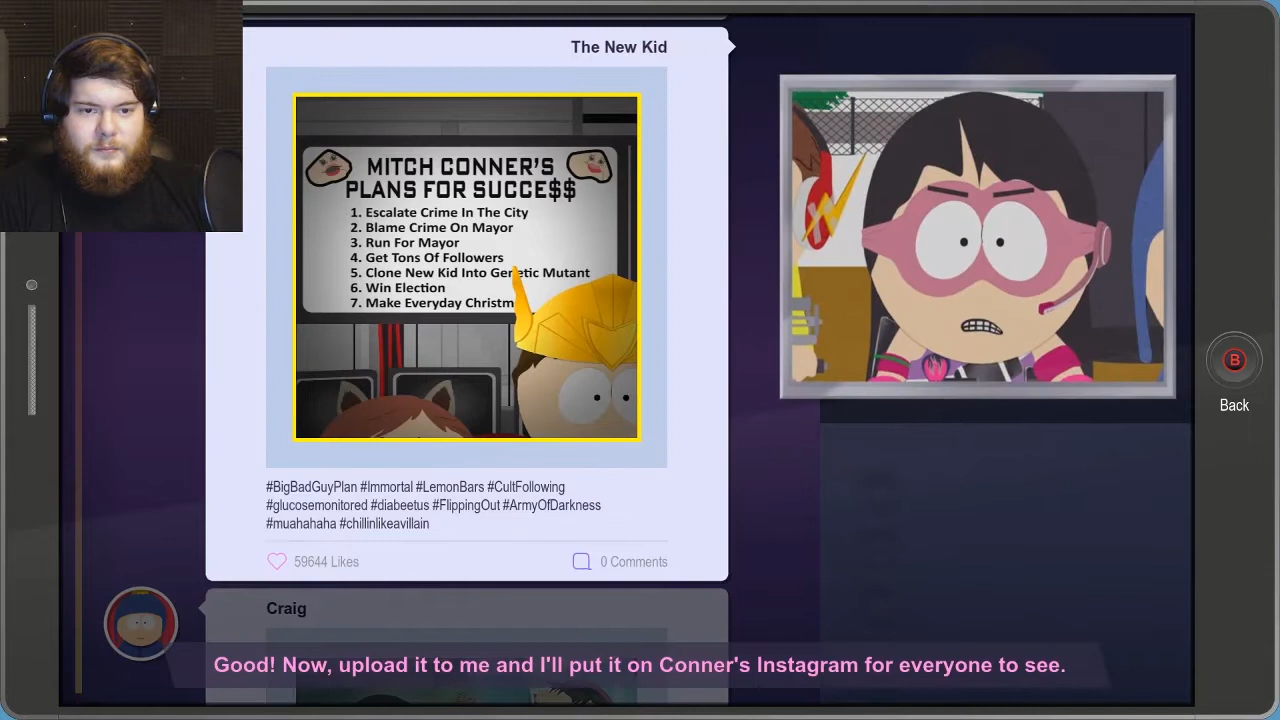 The New Kid
MITCH CONNER'S
PLANS FOR SUCCE$$
1. Escalate Crime In The City
2. Blame Crime On Mayor
3. Run For Mayor
4. Get Tons Of Followers
5. Clone New Kid Into Genetic Mutant
6. Win Election
7. Make Everyday Christm
#BigBadGuyPlan #Immortal #LemonBars #CultFollowing
#glucosemonitored #diabeetus #FlippingOut #ArmyOfDarkness
#muahahaha #chillinlikeavillain
59644 Likes
0 Comments
B
Back
Craig
Good! Now, upload it to me and I'll put it on Conner's Instagram for everyone to see.